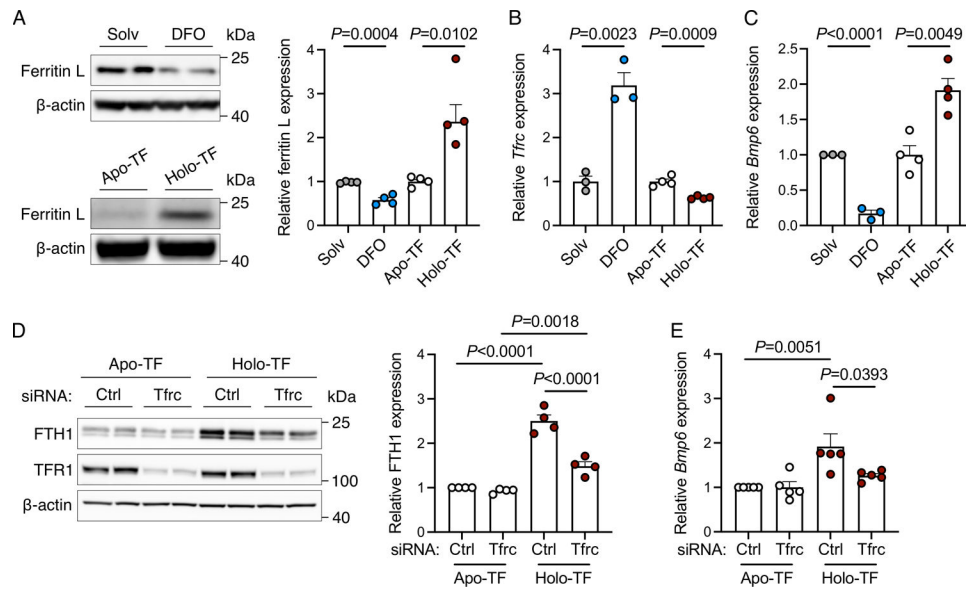 A
Solv DFO kDa
Ferritin L 25
β-actin
40
Apo-TF Holo-TF kDa
Ferritin L 25
β-actin
40
Relative ferritin L expression
P=0.0004 P=0.0102
4
3
2
1
0
Solv DFO Apo-TF Holo-TF
B
Relative Tfrc expression
P=0.0023 P=0.0009
4
3
2
1
0
Solv DFO Apo-TF Holo-TF
C
Relative Bmp6 expression
P<0.0001 P=0.0049
2.5
2.0
1.5
1.0
0.5
0.0
Solv DFO Apo-TF Holo-TF
D
Apo-TF Holo-TF
siRNA: Ctrl Tfrc Ctrl Tfrc kDa
FTH1 25
TFR1
100
β-actin
40
Relative FTH1 expression
P=0.0018
P<0.0001
P<0.0001
4
3
2
1
0
siRNA: Ctrl Tfrc Ctrl Tfrc
Apo-TF Holo-TF
E
Relative Bmp6 expression
P=0.0051
P=0.0393
4
3
2
1
0
siRNA: Ctrl Tfrc Ctrl Tfrc
Apo-TF Holo-TF